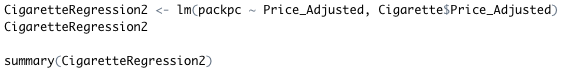 CigaretteRegression2 <- lm(packpc ~ Price_Adjusted, Cigarette$Price_Adjusted)
CigaretteRegression2
summary(CigaretteRegression2)